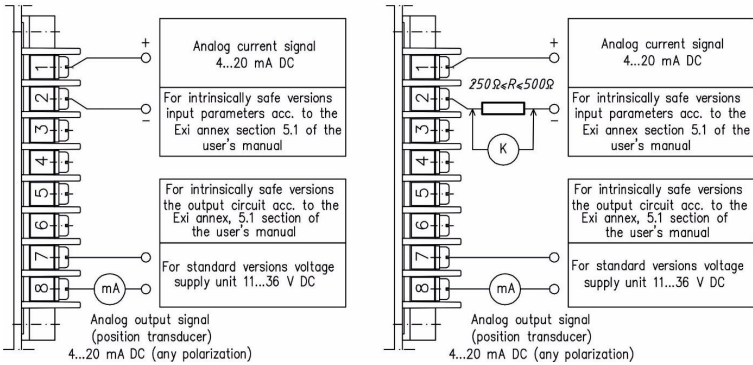 +
Analog current signal
4...20 mA DC
1
2
–
For intrinsically safe versions
input parameters acc. to the
Exi annex section 5.1 of the
user's manual
3
4
5
6
For intrinsically safe versions
the output circuit acc. to the
Exi annex, 5.1 section of
the user's manual
7
8
mA
For standard versions voltage
supply unit 11...36 V DC
Analog output signal
(position transducer)
4...20 mA DC (any polarization)
+
Analog current signal
4...20 mA DC
1
250Ω≤R≤500Ω
2
–
K
For intrinsically safe versions
input parameters acc. to the
Exi annex section 5.1 of the
user's manual
3
4
5
6
For intrinsically safe versions
the output circuit acc. to the
Exi annex, 5.1 section of
the user's manual
7
8
mA
For standard versions voltage
supply unit 11...36 V DC
Analog output signal
(position transducer)
4...20 mA DC (any polarization)